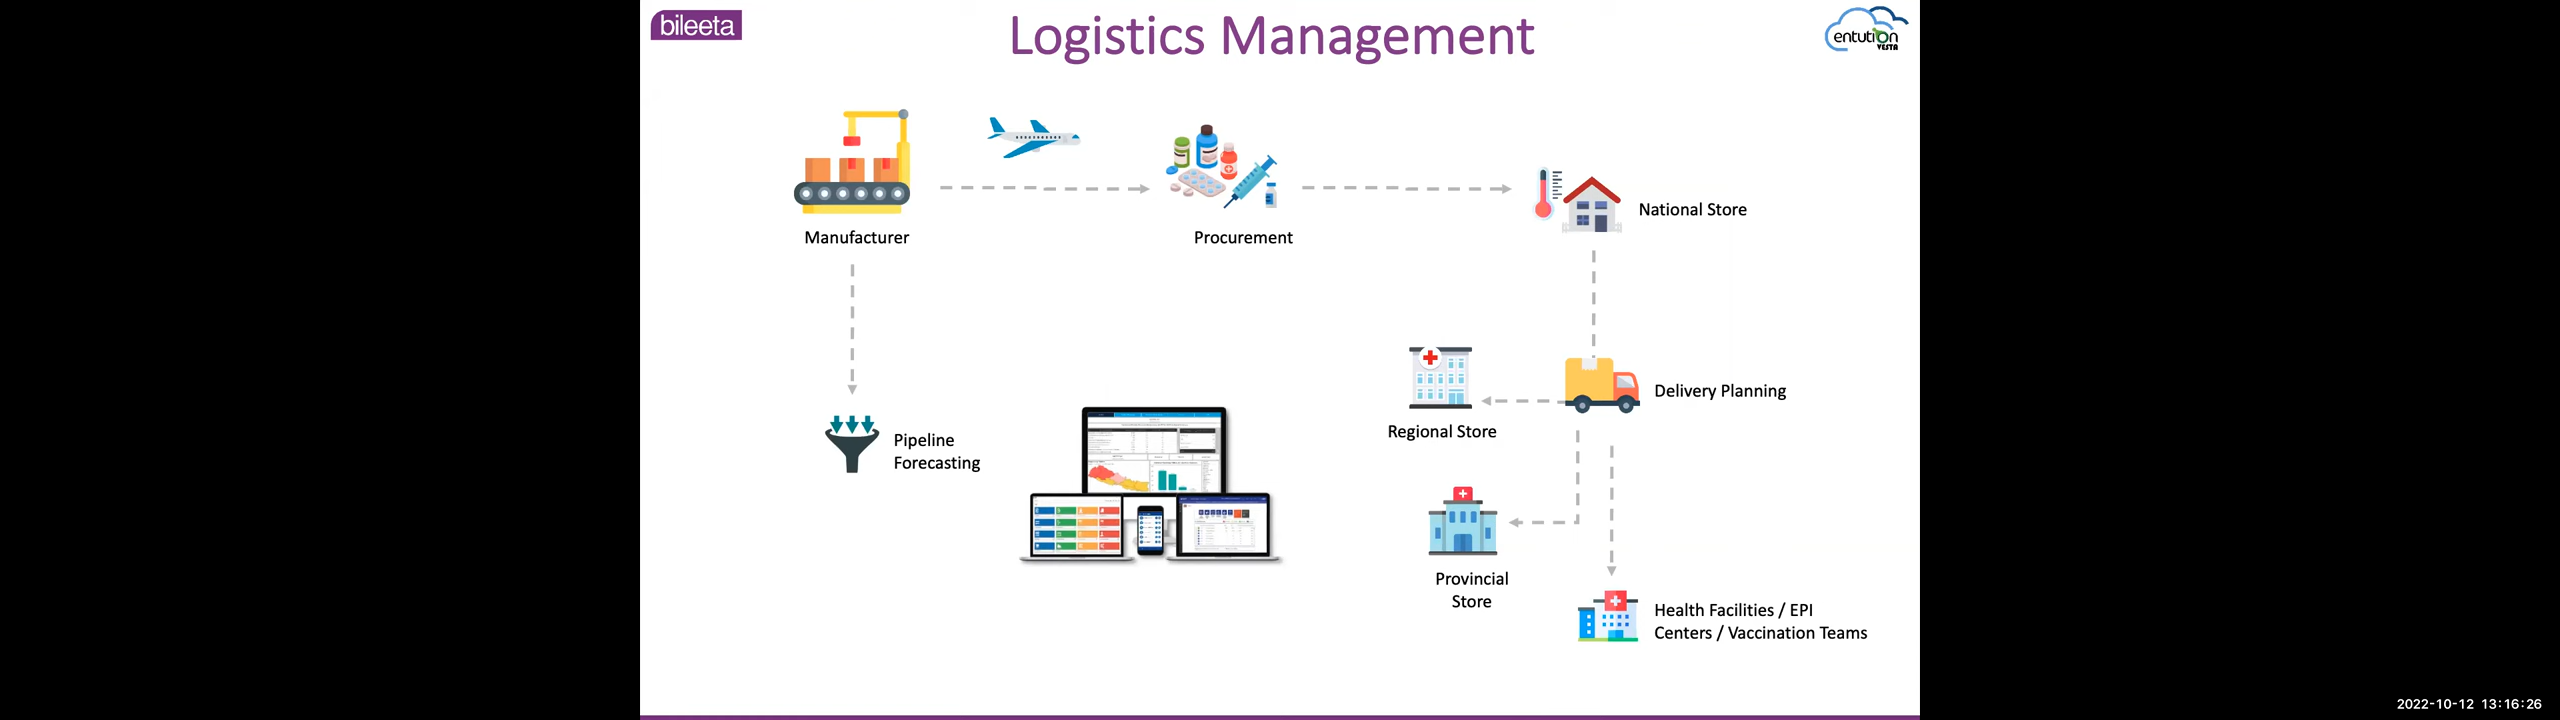 bileeta
Logistics Management
entution
VESTA
Manufacturer
Procurement
National Store
Delivery Planning
Regional Store
Pipeline
Forecasting
Provincial
Store
Health Facilities / EPI
Centers / Vaccination Teams
2022-10-12 13:16:26